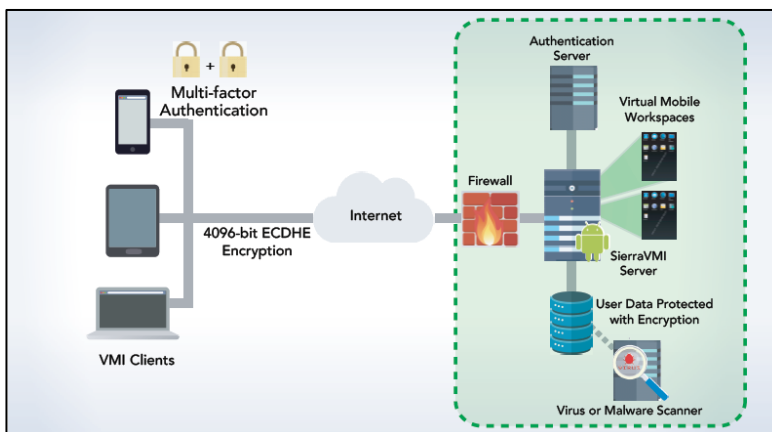 Multi-factor
Authentication
4096-bit ECDHE
Encryption
VMI Clients
Internet
Firewall
Authentication
Server
Virtual Mobile
Workspaces
SierraVMI
Server
User Data Protected
with Encryption
Virus or Malware Scanner